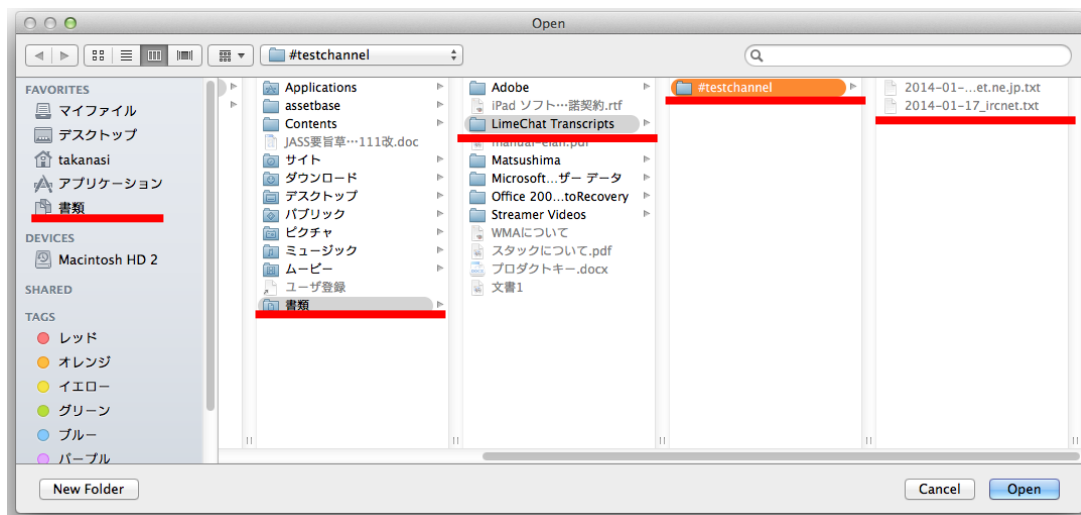 Open
#testchannel
FAVORITES
マイファイル
デスクトップ
takanasi
アプリケーション
書類
DEVICES
Macintosh HD 2
SHARED
TAGS
レッド
オレンジ
イエロー
グリーン
ブルー
パープル
Applications
assetbase
Contents
JASS要旨草…111改.doc
サイト
ダウンロード
デスクトップ
パブリック
ピクチャ
ミュージック
ムービー
ユーザ登録
書類
Adobe
iPad ソフト…諾契約.rtf
LimeChat Transcripts
manual-elan.pdf
Matsushima
Microsoft…ザー データ
Office 200…toRecovery
Streamer Videos
WMAについて
スタックについて.pdf
プロダクトキー.docx
文書1
#testchannel
2014-01-…et.ne.jp.txt
2014-01-17_ircnet.txt
New Folder
Cancel
Open